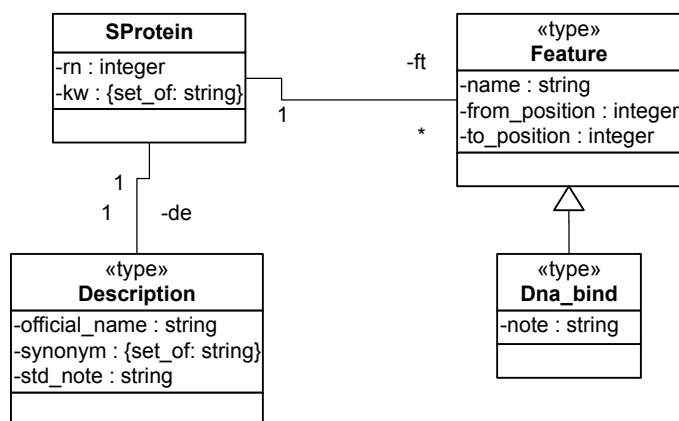 SProtein
-rn : integer
-kw : {set_of: string}
1
-ft
*
«type»
Feature
-name : string
-from_position : integer
-to_position : integer
1
1
-de
«type»
Description
-official_name : string
-synonym : {set_of: string}
-std_note : string
«type»
Dna_bind
-note : string